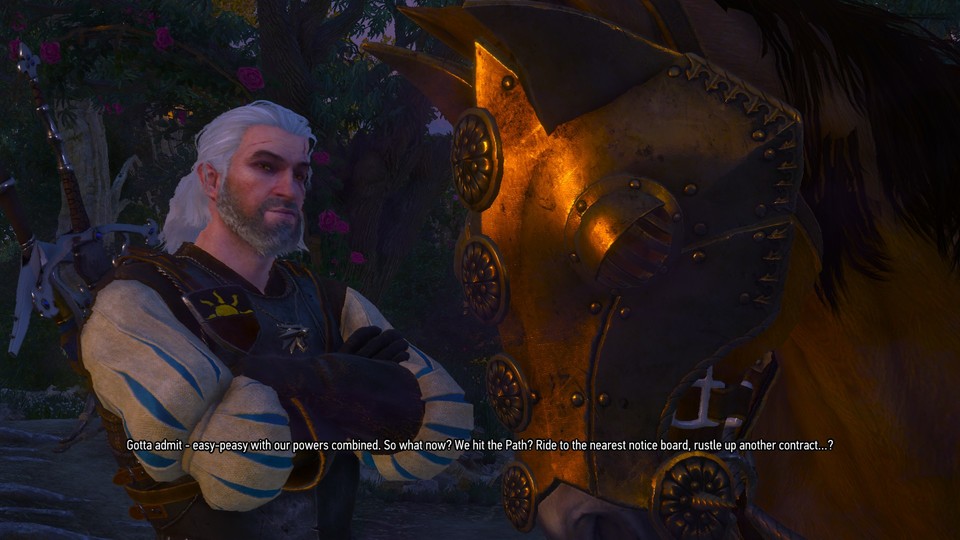 Gotta admit - easy-peasy with our powers combined. So what now? We hit the Path? Ride to the nearest notice board, rustle up another contract...?